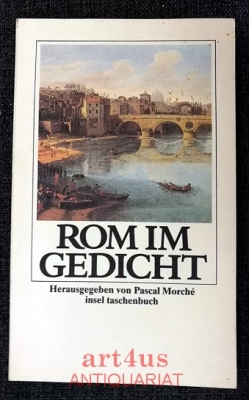 ROM IM
GEDICHT
Herausgegeben von Pascal Morché
insel taschenbuch
art4us
ANTIQUARIAT